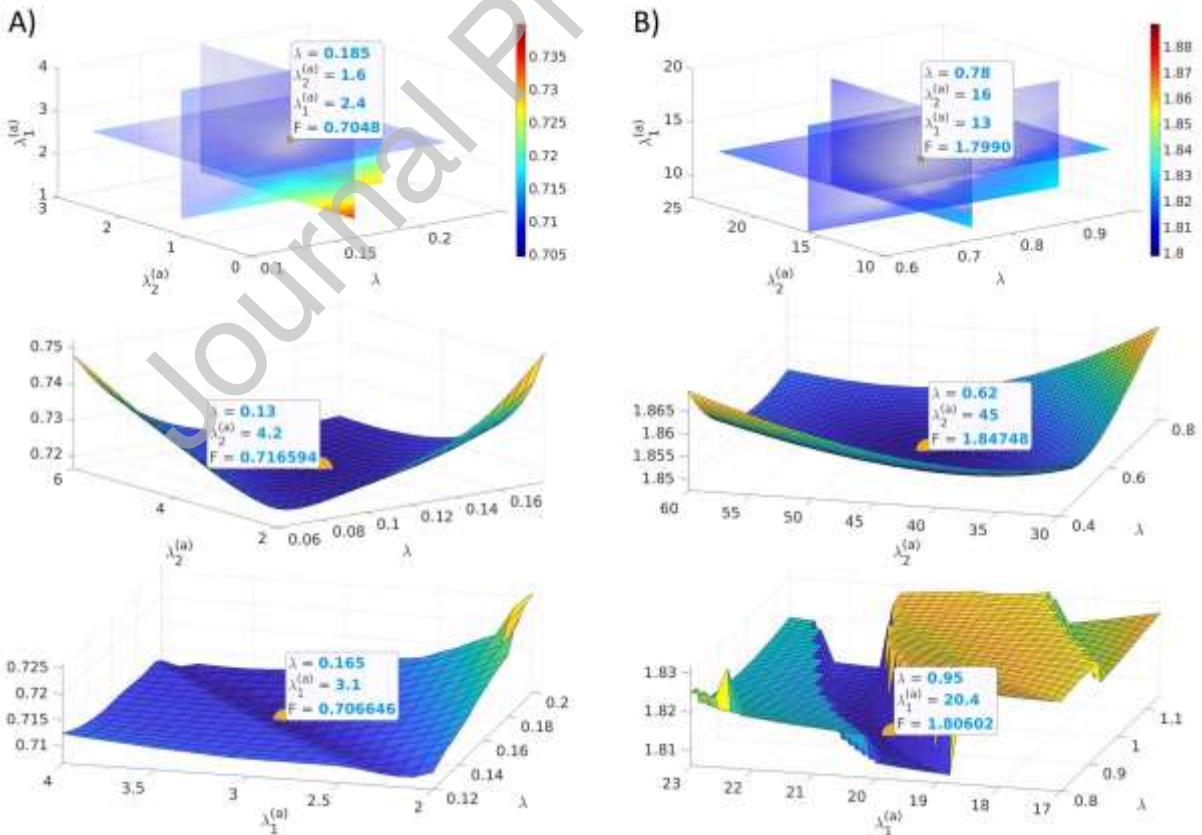 A)
λ = 0.185
λ₂⁽ᵃ⁾ = 1.6
λ₁⁽ᵃ⁾ = 2.4
F = 0.7048
4
3
2
1
λ₁⁽ᵃ⁾
3
2
1
0
λ₂⁽ᵃ⁾
0.1
0.15
0.2
λ
0.735
0.73
0.725
0.72
0.715
0.71
0.705
B)
λ = 0.78
λ₂⁽ᵃ⁾ = 16
λ₁⁽ᵃ⁾ = 13
F = 1.7990
20
15
10
λ₁⁽ᵃ⁾
25
20
15
10
λ₂⁽ᵃ⁾
0.6
0.7
0.8
0.9
λ
1.88
1.87
1.86
1.85
1.84
1.83
1.82
1.81
1.8
Journal Pr
λ = 0.13
λ₂⁽ᵃ⁾ = 4.2
F = 0.716594
0.75
0.74
0.73
0.72
6
4
2
λ₂⁽ᵃ⁾
0.06
0.08
0.1
0.12
0.14
0.16
λ
λ = 0.62
λ₂⁽ᵃ⁾ = 45
F = 1.84748
1.865
1.86
1.855
1.85
60
55
50
45
40
35
30
λ₂⁽ᵃ⁾
0.4
0.6
0.8
λ
λ = 0.165
λ₁⁽ᵃ⁾ = 3.1
F = 0.706646
0.725
0.72
0.715
0.71
4
3.5
3
2.5
2
λ₁⁽ᵃ⁾
0.12
0.14
0.16
0.18
0.2
λ
λ = 0.95
λ₁⁽ᵃ⁾ = 20.4
F = 1.80602
1.83
1.82
1.81
23
22
21
20
19
18
17
λ₁⁽ᵃ⁾
0.8
0.9
1
1.1
λ